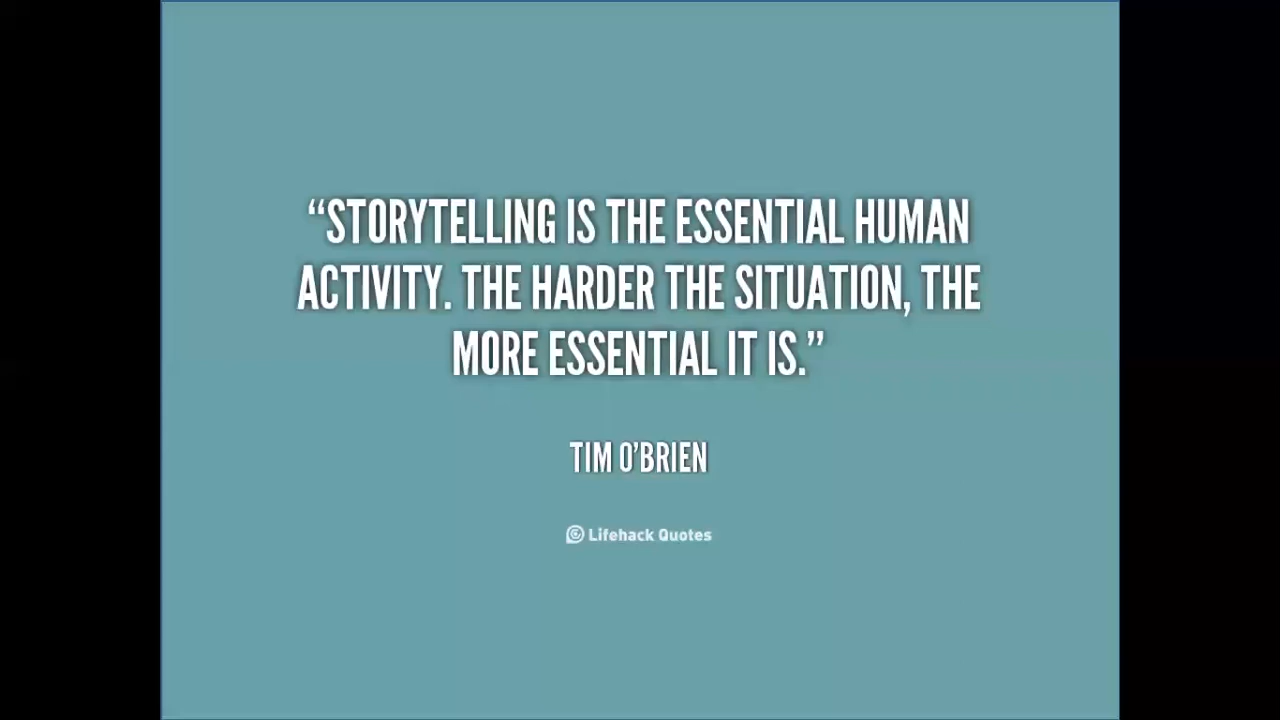 “STORYTELLING IS THE ESSENTIAL HUMAN
ACTIVITY. THE HARDER THE SITUATION, THE
MORE ESSENTIAL IT IS.”
TIM O’BRIEN
Lifehack Quotes